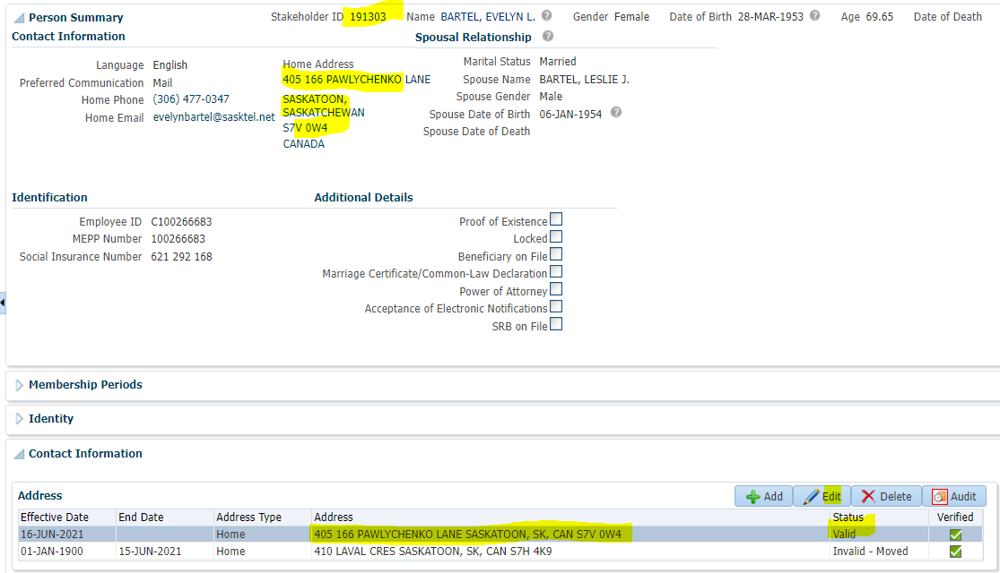 Person Summary
Stakeholder ID 191303 Name BARTEL, EVELYN L. Gender Female Date of Birth 28-MAR-1953 Age 69.65 Date of Death
Contact Information
Language English
Preferred Communication Mail
Home Phone (306) 477-0347
Home Email evelynbartel@sasktel.net
Home Address
405 166 PAWLYCHENKO LANE
SASKATOON,
SASKATCHEWAN
S7V 0W4
CANADA
Spousal Relationship
Marital Status Married
Spouse Name BARTEL, LESLIE J.
Spouse Gender Male
Spouse Date of Birth 06-JAN-1954
Spouse Date of Death
Identification
Employee ID C100266683
MEPP Number 100266683
Social Insurance Number 621 292 168
Additional Details
Proof of Existence
Locked
Beneficiary on File
Marriage Certificate/Common-Law Declaration
Power of Attorney
Acceptance of Electronic Notifications
SRB on File
Membership Periods
Identity
Contact Information
Address
Add Edit Delete Audit
Effective Date End Date Address Type Address Status Verified
16-JUN-2021 Home 405 166 PAWLYCHENKO LANE SASKATOON, SK, CAN S7V 0W4 Valid
01-JAN-1900 15-JUN-2021 Home 410 LAVAL CRES SASKATOON, SK, CAN S7H 4K9 Invalid - Moved